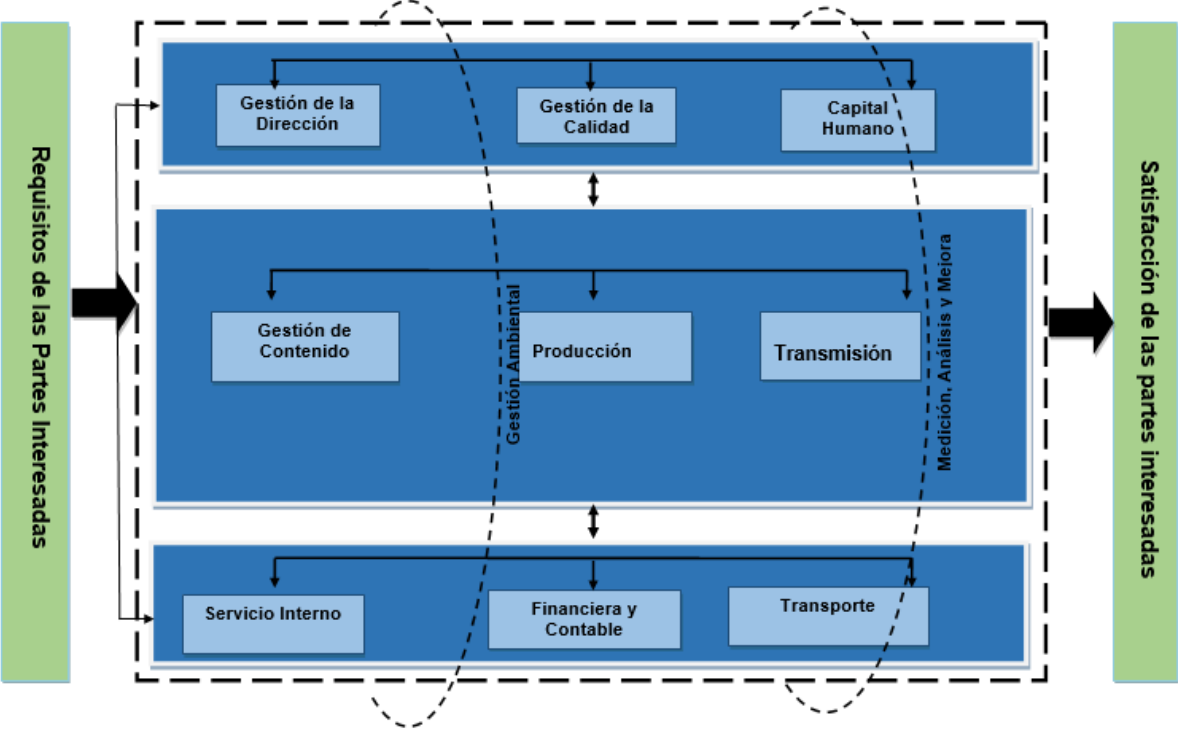 Requisitos de las Partes Interesadas
Gestión de la
Dirección
Gestión de la
Calidad
Capital
Humano
Gestión de
Contenido
Gestión Ambiental
Producción
Transmisión
Medición, Análisis y Mejora
Servicio Interno
Financiera y
Contable
Transporte
Satisfacción de las partes interesadas